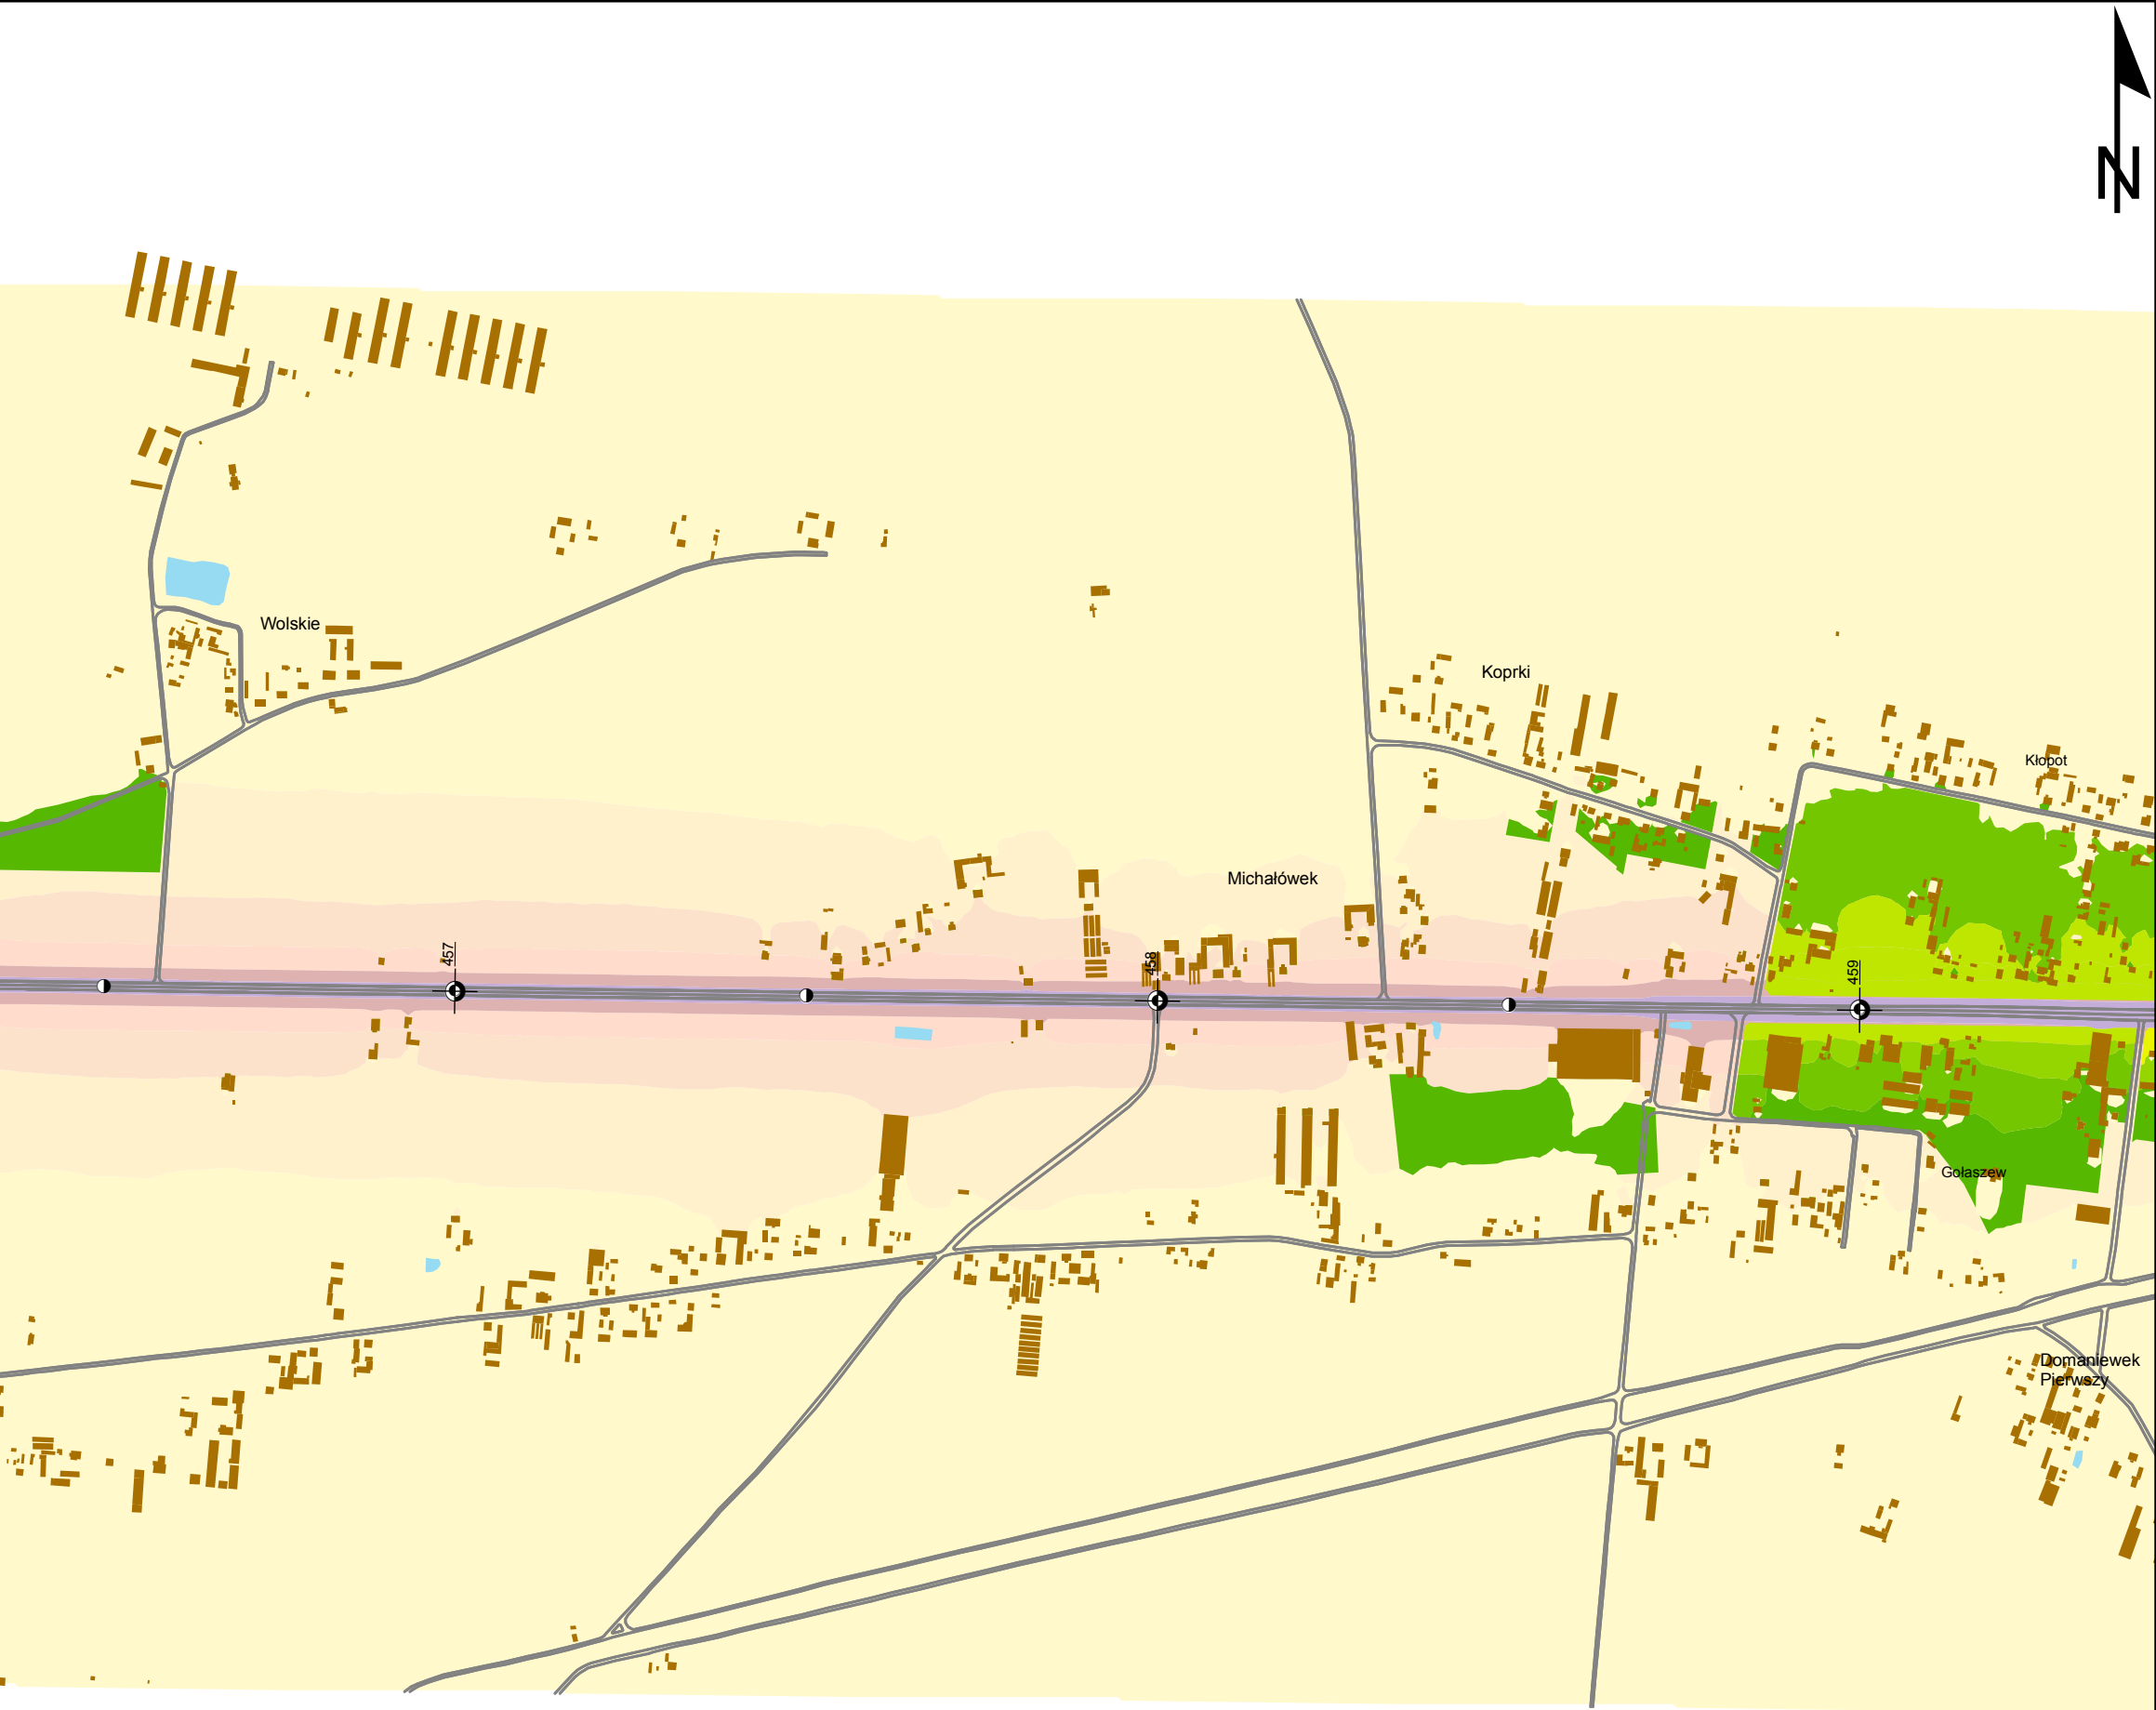 N
Wolskie
Koprki
Kłopot
Michałówek
457
458
459
Gołaszew
Domaniewek
Pierwszy